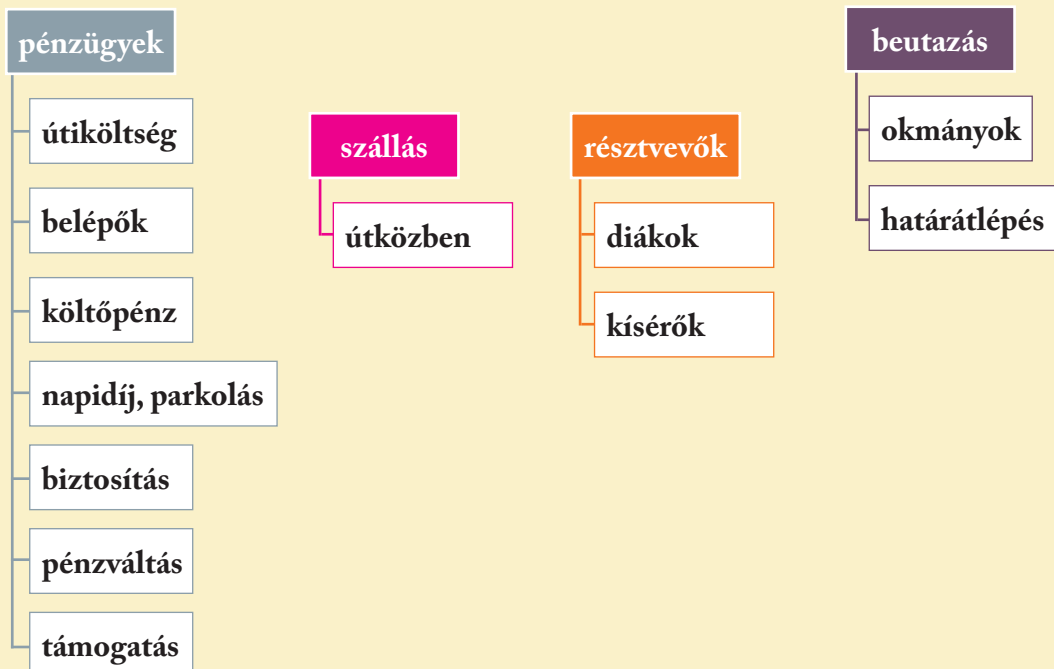 pénzügyek
útiköltség
belépők
költőpénz
napidíj, parkolás
biztosítás
pénzváltás
támogatás
szállás
útközben
résztvevők
diákok
kísérők
beutazás
okmányok
határátlépés